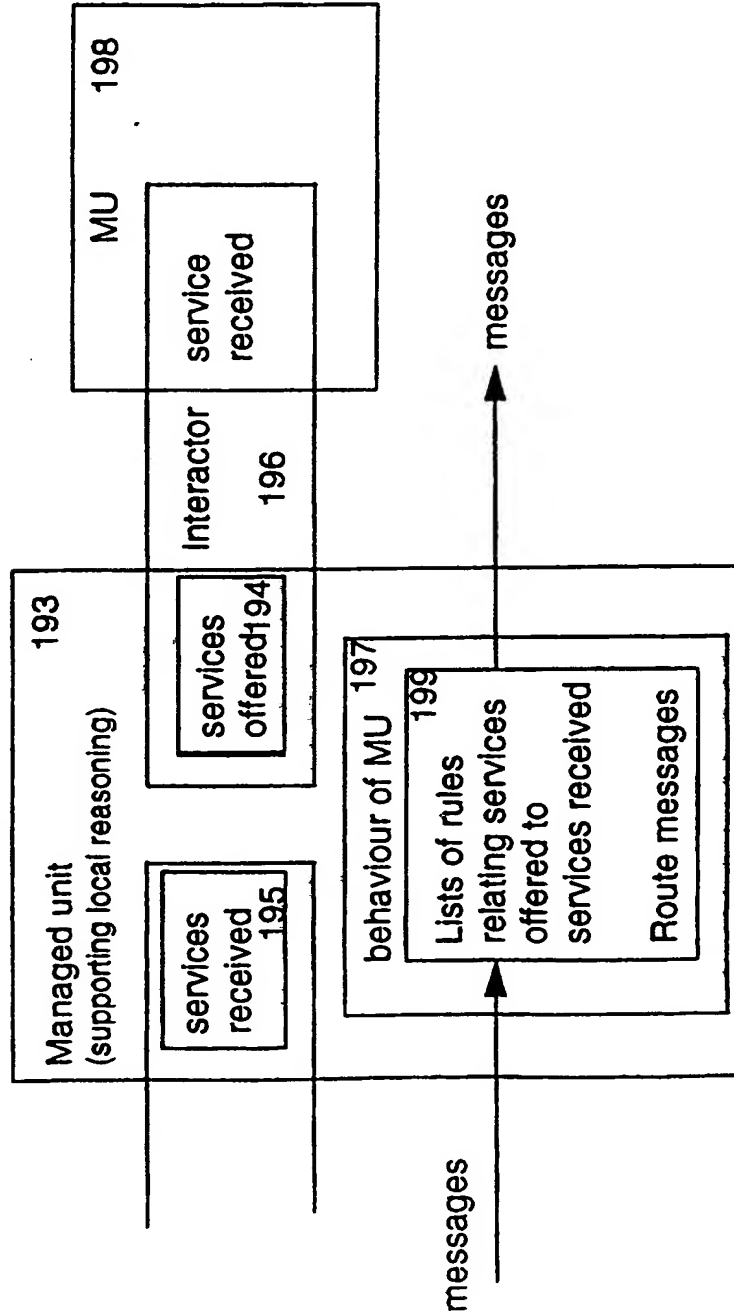 Managed unit 193
(supporting local reasoning)
services
received
195
services
offered194
Interactor
196
MU 198
service
received
behaviour of MU 197
199
Lists of rules
relating services
offered to
services received
Route messages
messages
messages